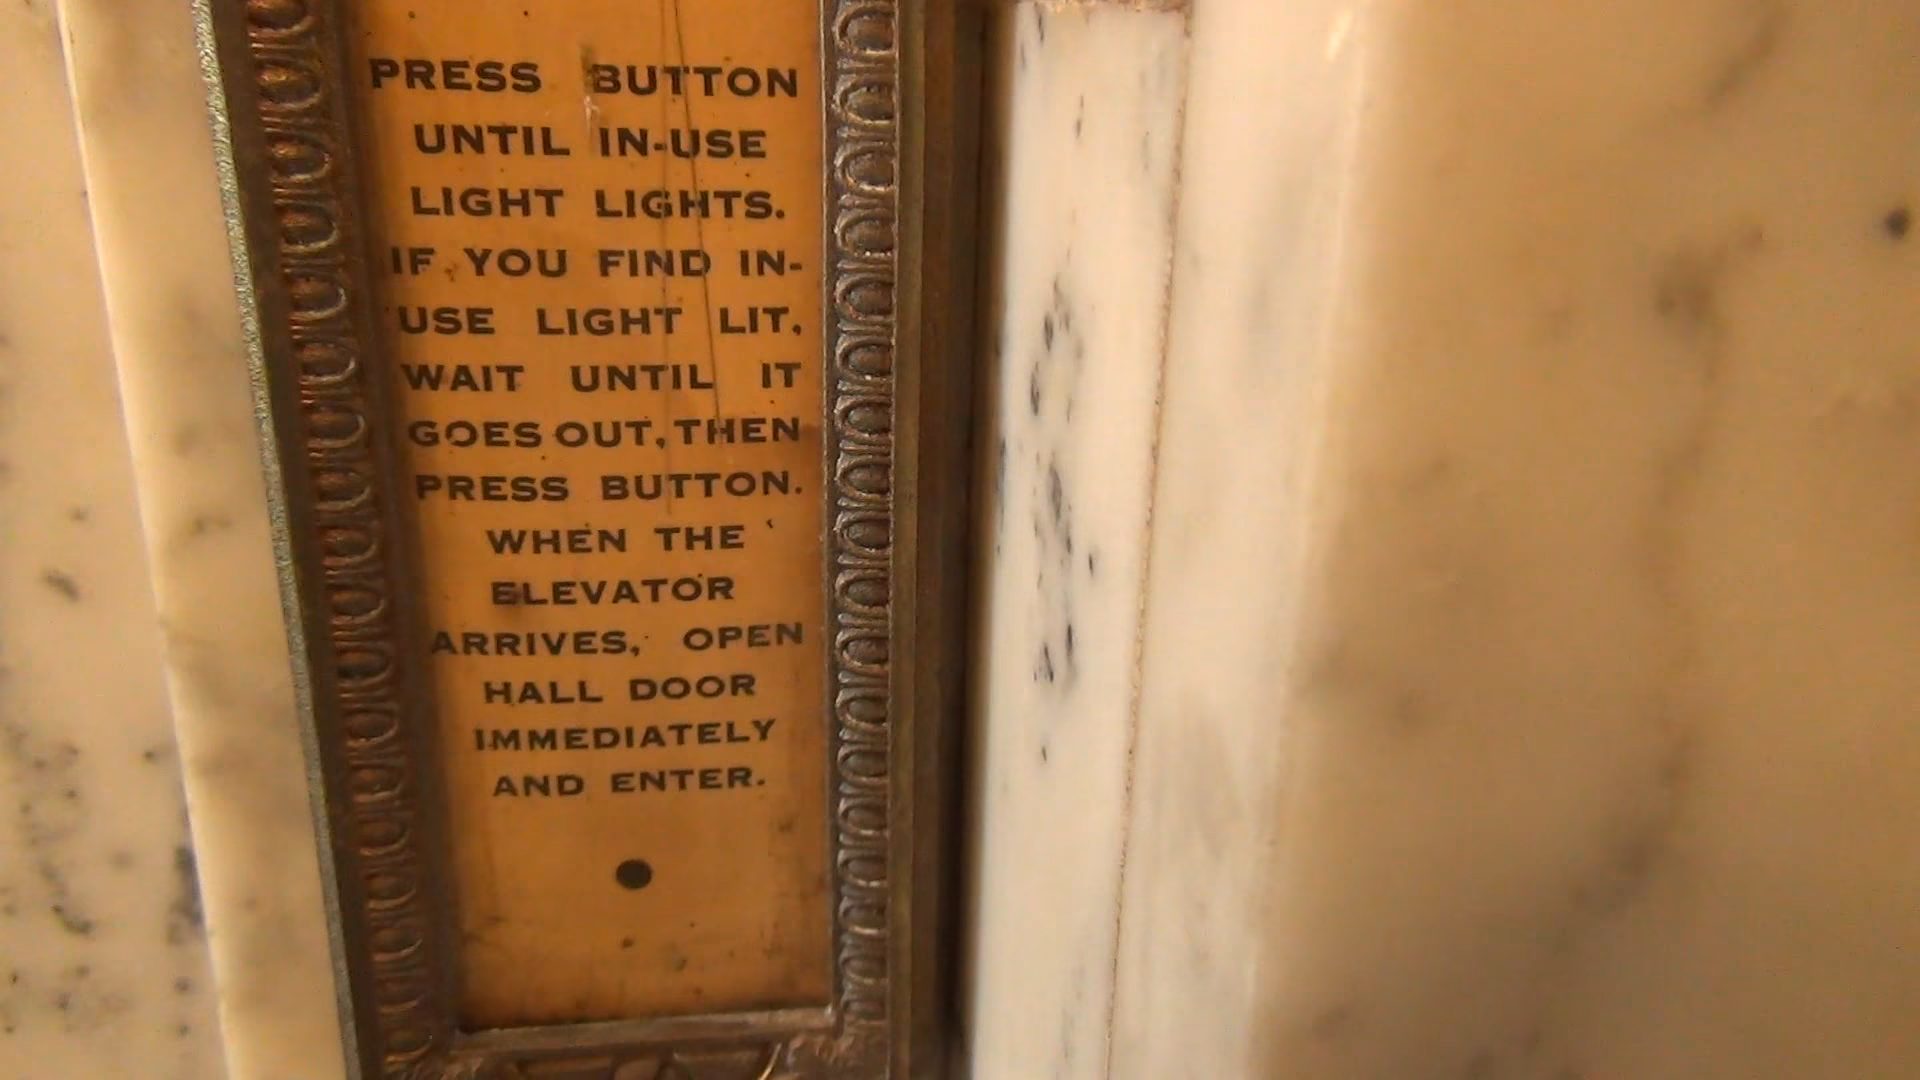 PRESS BUTTON
UNTIL IN-USE
LIGHT LIGHTS.
IF YOU FIND IN-
USE LIGHT LIT,
WAIT UNTIL IT
GOES OUT, THEN
PRESS BUTTON.
WHEN THE
ELEVATOR
ARRIVES, OPEN
HALL DOOR
IMMEDIATELY
AND ENTER.